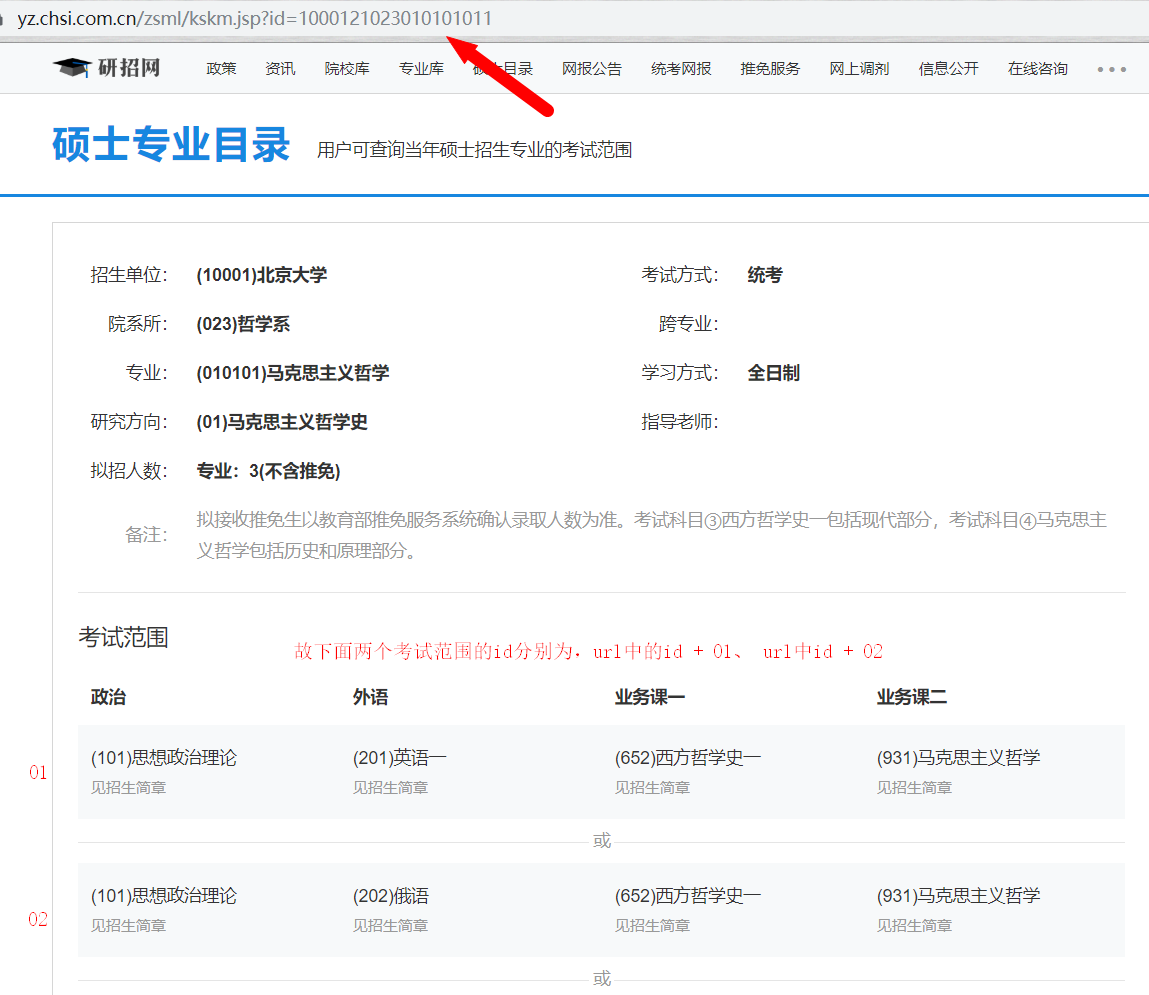 yz.chsi.com.cn/zsml/kskm.jsp?id=1000121023010101011
研招网 政策 资讯 院校库 专业库 硕士目录 网报公告 统考网报 推免服务 网上调剂 信息公开 在线咨询
硕士专业目录 用户可查询当年硕士招生专业的考试范围
招生单位： (10001)北京大学 考试方式： 统考
院系所： (023)哲学系 跨专业：
专业： (010101)马克思主义哲学 学习方式： 全日制
研究方向： (01)马克思主义哲学史 指导老师：
拟招人数： 专业：3(不含推免)
备注： 拟接收推免生以教育部推免服务系统确认录取人数为准。考试科目③西方哲学史一包括现代部分，考试科目④马克思主
义哲学包括历史和原理部分。
考试范围
故下面两个考试范围的id分别为，url中的id + 01、 url中id + 02
政治 外语 业务课一 业务课二
(101)思想政治理论 (201)英语一 (652)西方哲学史一 (931)马克思主义哲学
01
见招生简章 见招生简章 见招生简章 见招生简章
或
(101)思想政治理论 (202)俄语 (652)西方哲学史一 (931)马克思主义哲学
02
见招生简章 见招生简章 见招生简章 见招生简章
或